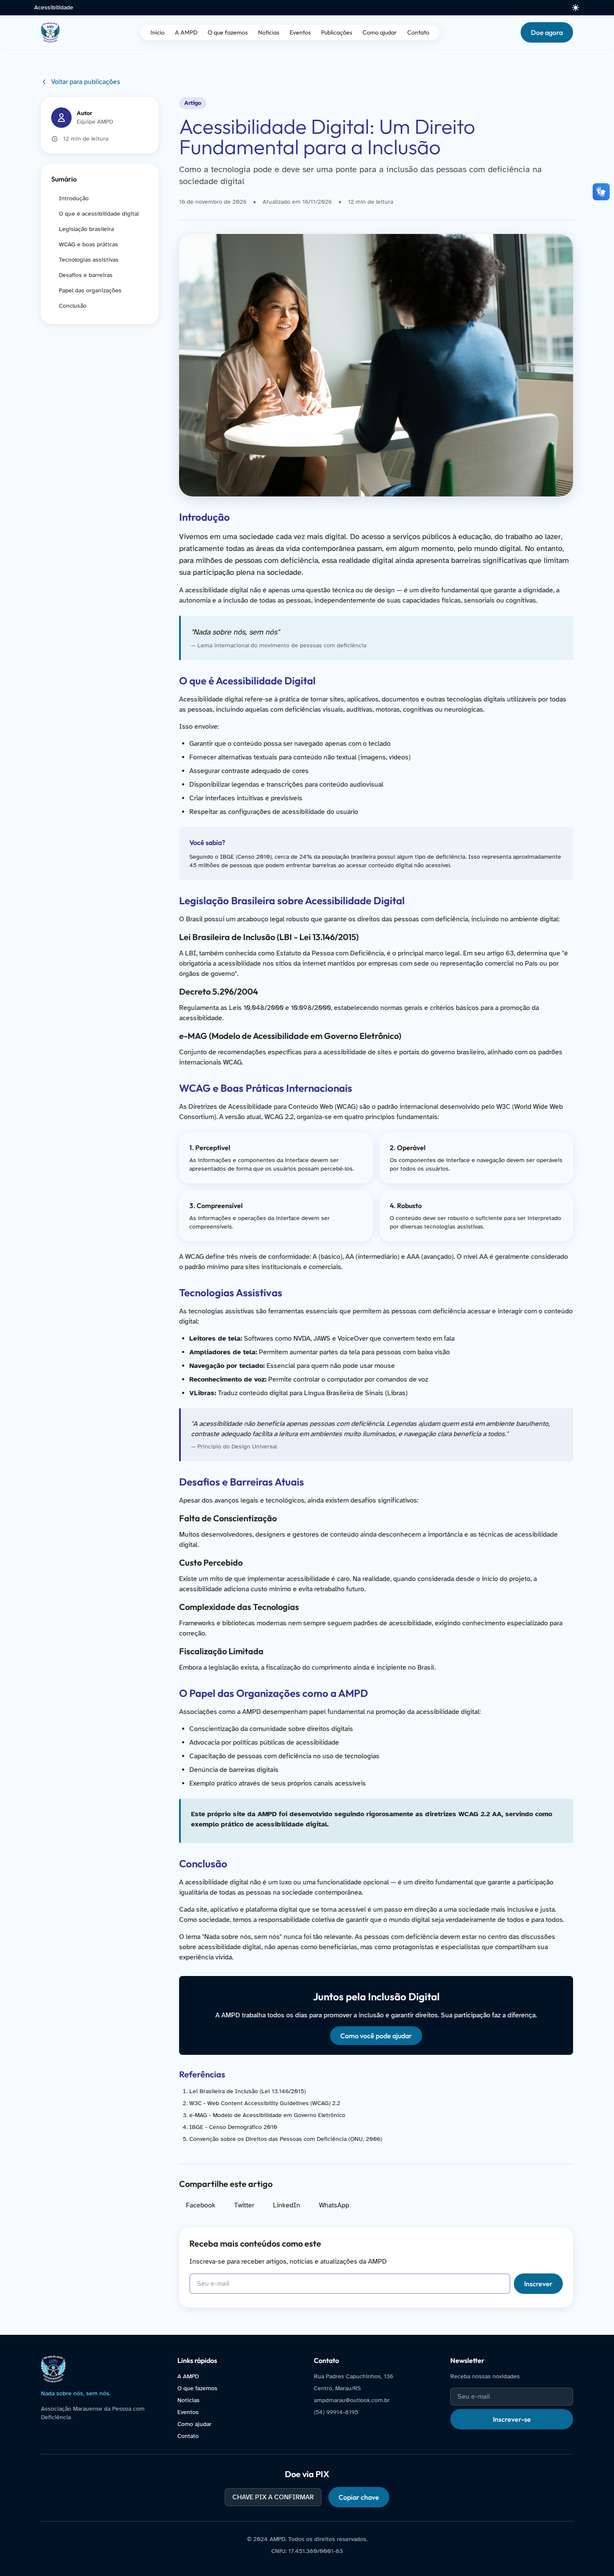 Acessibilidade
Início A AMPD O que fazemos Notícias Eventos Publicações Como ajudar Contato
Doe agora
Voltar para publicações
Autor
Equipe AMPD
12 min de leitura
Sumário
Introdução
O que é acessibilidade digital
Legislação brasileira
WCAG e boas práticas
Tecnologias assistivas
Desafios e barreiras
Papel das organizações
Conclusão
Artigo
Acessibilidade Digital: Um Direito
Fundamental para a Inclusão
Como a tecnologia pode e deve ser uma ponte para a inclusão das pessoas com deficiência na
sociedade digital
16 de novembro de 2026 • Atualizado em 16/11/2026 • 12 min de leitura
Introdução
Vivemos em uma sociedade cada vez mais digital. Do acesso a serviços públicos à educação, do trabalho ao lazer,
praticamente todas as áreas da vida contemporânea passam, em algum momento, pelo mundo digital. No entanto,
para milhões de pessoas com deficiência, essa realidade digital ainda apresenta barreiras significativas que limitam
sua participação plena na sociedade.
A acessibilidade digital não é apenas uma questão técnica ou de design — é um direito fundamental que garante a dignidade, a
autonomia e a inclusão de todas as pessoas, independentemente de suas capacidades físicas, sensoriais ou cognitivas.
"Nada sobre nós, sem nós"
— Lema internacional do movimento de pessoas com deficiência
O que é Acessibilidade Digital
Acessibilidade digital refere-se à prática de tornar sites, aplicativos, documentos e outras tecnologias digitais utilizáveis por todas
as pessoas, incluindo aquelas com deficiências visuais, auditivas, motoras, cognitivas ou neurológicas.
Isso envolve:
• Garantir que o conteúdo possa ser navegado apenas com o teclado
• Fornecer alternativas textuais para conteúdo não textual (imagens, vídeos)
• Assegurar contraste adequado de cores
• Disponibilizar legendas e transcrições para conteúdo audiovisual
• Criar interfaces intuitivas e previsíveis
• Respeitar as configurações de acessibilidade do usuário
Você sabia?
Segundo o IBGE (Censo 2010), cerca de 24% da população brasileira possui algum tipo de deficiência. Isso representa aproximadamente
45 milhões de pessoas que podem enfrentar barreiras ao acessar conteúdo digital não acessível.
Legislação Brasileira sobre Acessibilidade Digital
O Brasil possui um arcabouço legal robusto que garante os direitos das pessoas com deficiência, incluindo no ambiente digital:
Lei Brasileira de Inclusão (LBI - Lei 13.146/2015)
A LBI, também conhecida como Estatuto da Pessoa com Deficiência, é o principal marco legal. Em seu artigo 63, determina que "é
obrigatória a acessibilidade nos sítios da internet mantidos por empresas com sede ou representação comercial no País ou por
órgãos de governo".
Decreto 5.296/2004
Regulamenta as Leis 10.048/2000 e 10.098/2000, estabelecendo normas gerais e critérios básicos para a promoção da
acessibilidade.
e-MAG (Modelo de Acessibilidade em Governo Eletrônico)
Conjunto de recomendações específicas para a acessibilidade de sites e portais do governo brasileiro, alinhado com os padrões
internacionais WCAG.
WCAG e Boas Práticas Internacionais
As Diretrizes de Acessibilidade para Conteúdo Web (WCAG) são o padrão internacional desenvolvido pelo W3C (World Wide Web
Consortium). A versão atual, WCAG 2.2, organiza-se em quatro princípios fundamentais:
1. Perceptível
As informações e componentes da interface devem ser
apresentados de forma que os usuários possam percebê-los.
2. Operável
Os componentes de interface e navegação devem ser operáveis
por todos os usuários.
3. Compreensível
As informações e operações da interface devem ser
compreensíveis.
4. Robusto
O conteúdo deve ser robusto o suficiente para ser interpretado
por diversas tecnologias assistivas.
A WCAG define três níveis de conformidade: A (básico), AA (intermediário) e AAA (avançado). O nível AA é geralmente considerado
o padrão mínimo para sites institucionais e comerciais.
Tecnologias Assistivas
As tecnologias assistivas são ferramentas essenciais que permitem às pessoas com deficiência acessar e interagir com o conteúdo
digital:
• Leitores de tela: Softwares como NVDA, JAWS e VoiceOver que convertem texto em fala
• Ampliadores de tela: Permitem aumentar partes da tela para pessoas com baixa visão
• Navegação por teclado: Essencial para quem não pode usar mouse
• Reconhecimento de voz: Permite controlar o computador por comandos de voz
• VLibras: Traduz conteúdo digital para Língua Brasileira de Sinais (Libras)
"A acessibilidade não beneficia apenas pessoas com deficiência. Legendas ajudam quem está em ambiente barulhento,
contraste adequado facilita a leitura em ambientes muito iluminados, e navegação clara beneficia a todos."
— Princípio do Design Universal
Desafios e Barreiras Atuais
Apesar dos avanços legais e tecnológicos, ainda existem desafios significativos:
Falta de Conscientização
Muitos desenvolvedores, designers e gestores de conteúdo ainda desconhecem a importância e as técnicas de acessibilidade
digital.
Custo Percebido
Existe um mito de que implementar acessibilidade é caro. Na realidade, quando considerada desde o início do projeto, a
acessibilidade adiciona custo mínimo e evita retrabalho futuro.
Complexidade das Tecnologias
Frameworks e bibliotecas modernas nem sempre seguem padrões de acessibilidade, exigindo conhecimento especializado para
correção.
Fiscalização Limitada
Embora a legislação exista, a fiscalização do cumprimento ainda é incipiente no Brasil.
O Papel das Organizações como a AMPD
Associações como a AMPD desempenham papel fundamental na promoção da acessibilidade digital:
• Conscientização da comunidade sobre direitos digitais
• Advocacia por políticas públicas de acessibilidade
• Capacitação de pessoas com deficiência no uso de tecnologias
• Denúncia de barreiras digitais
• Exemplo prático através de seus próprios canais acessíveis
Este próprio site da AMPD foi desenvolvido seguindo rigorosamente as diretrizes WCAG 2.2 AA, servindo como
exemplo prático de acessibilidade digital.
Conclusão
A acessibilidade digital não é um luxo ou uma funcionalidade opcional — é um direito fundamental que garante a participação
igualitária de todas as pessoas na sociedade contemporânea.
Cada site, aplicativo e plataforma digital que se torna acessível é um passo em direção a uma sociedade mais inclusiva e justa.
Como sociedade, temos a responsabilidade coletiva de garantir que o mundo digital seja verdadeiramente de todos e para todos.
O lema "Nada sobre nós, sem nós" nunca foi tão relevante. As pessoas com deficiência devem estar no centro das discussões
sobre acessibilidade digital, não apenas como beneficiárias, mas como protagonistas e especialistas que compartilham sua
experiência vivida.
Juntos pela Inclusão Digital
A AMPD trabalha todos os dias para promover a inclusão e garantir direitos. Sua participação faz a diferença.
Como você pode ajudar
Referências
1. Lei Brasileira de Inclusão (Lei 13.146/2015)
2. W3C - Web Content Accessibility Guidelines (WCAG) 2.2
3. e-MAG - Modelo de Acessibilidade em Governo Eletrônico
4. IBGE - Censo Demográfico 2010
5. Convenção sobre os Direitos das Pessoas com Deficiência (ONU, 2006)
Compartilhe este artigo
Facebook Twitter LinkedIn WhatsApp
Receba mais conteúdos como este
Inscreva-se para receber artigos, notícias e atualizações da AMPD
Seu e-mail
Inscrever
Nada sobre nós, sem nós.
Associação Marauense da Pessoa com
Deficiência
Links rápidos
A AMPD
O que fazemos
Notícias
Eventos
Como ajudar
Contato
Contato
Rua Padres Capuchinhos, 136
Centro, Marau/RS
ampdmarau@outlook.com.br
(54) 99914-8195
Newsletter
Receba nossas novidades
Seu e-mail
Inscrever-se
Doe via PIX
CHAVE PIX A CONFIRMAR
Copiar chave
© 2024 AMPD. Todos os direitos reservados.
CNPJ: 17.451.360/0001-63